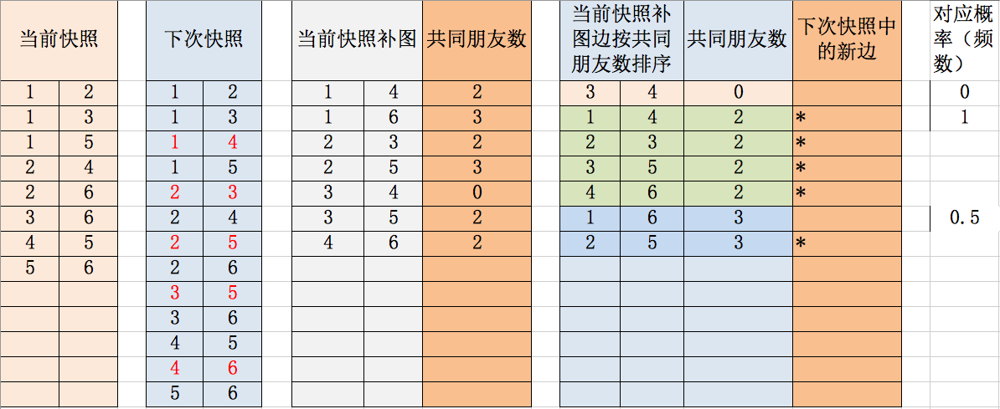 当前快照 下次快照 当前快照补图 共同朋友数 当前快照补图边按共同朋友数排序 共同朋友数 下次快照中的新边 对应概率（频数）
1 2 1 2 1 4 2 3 4 0 0
1 3 1 3 1 6 3 1 4 2 * 1
1 5 1 4 2 3 2 2 3 2 *
2 4 1 5 2 5 3 3 5 2 *
2 6 2 3 3 4 0 4 6 2 *
3 6 2 4 3 5 2 1 6 3 0.5
4 5 2 5 4 6 2 2 5 3 *
5 6 2 6
3 5
3 6
4 5
4 6
5 6